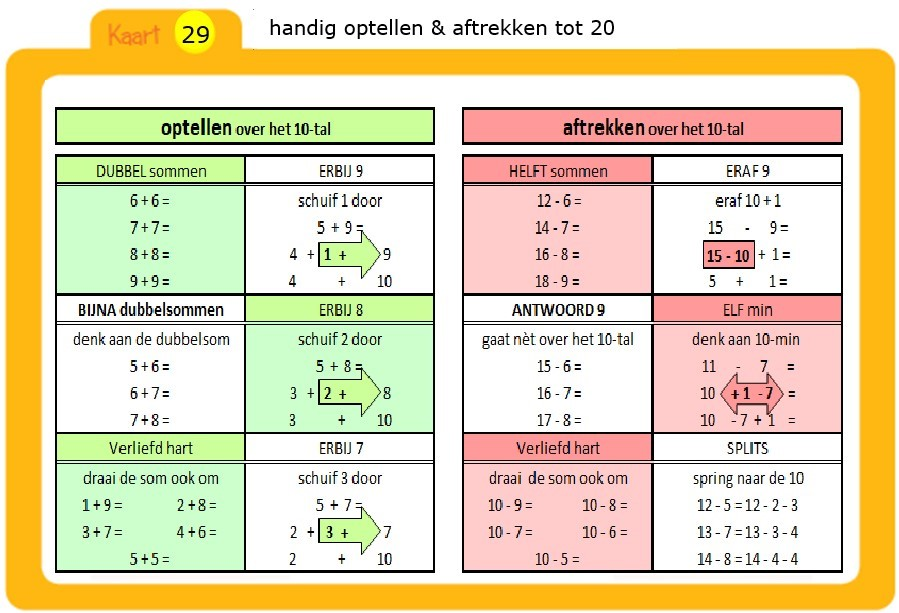 Kaart 29
handig optellen & aftrekken tot 20
optellen over het 10-tal
DUBBEL sommen
6 + 6 =
7 + 7 =
8 + 8 =
9 + 9 =
ERBIJ 9
schuif 1 door
5 + 9 =
4 + 1 + 9
4 + 10
BIJNA dubbelsommen
denk aan de dubbelsom
5 + 6 =
6 + 7 =
7 + 8 =
ERBIJ 8
schuif 2 door
5 + 8 =
3 + 2 + 8
3 + 10
Verliefd hart
draai de som ook om
1 + 9 = 2 + 8 =
3 + 7 = 4 + 6 =
5 + 5 =
ERBIJ 7
schuif 3 door
5 + 7 =
2 + 3 + 7
2 + 10
aftrekken over het 10-tal
HELFT sommen
12 - 6 =
14 - 7 =
16 - 8 =
18 - 9 =
ERAF 9
eraf 10 + 1
15 - 9 =
15 - 10 + 1 =
5 + 1 =
ANTWOORD 9
gaat nèt over het 10-tal
15 - 6 =
16 - 7 =
17 - 8 =
ELF min
denk aan 10-min
11 - 7 =
10 + 1 - 7 =
10 - 7 + 1 =
Verliefd hart
draai de som ook om
10 - 9 = 10 - 8 =
10 - 7 = 10 - 6 =
10 - 5 =
SPLITS
spring naar de 10
12 - 5 = 12 - 2 - 3
13 - 7 = 13 - 3 - 4
14 - 8 = 14 - 4 - 4